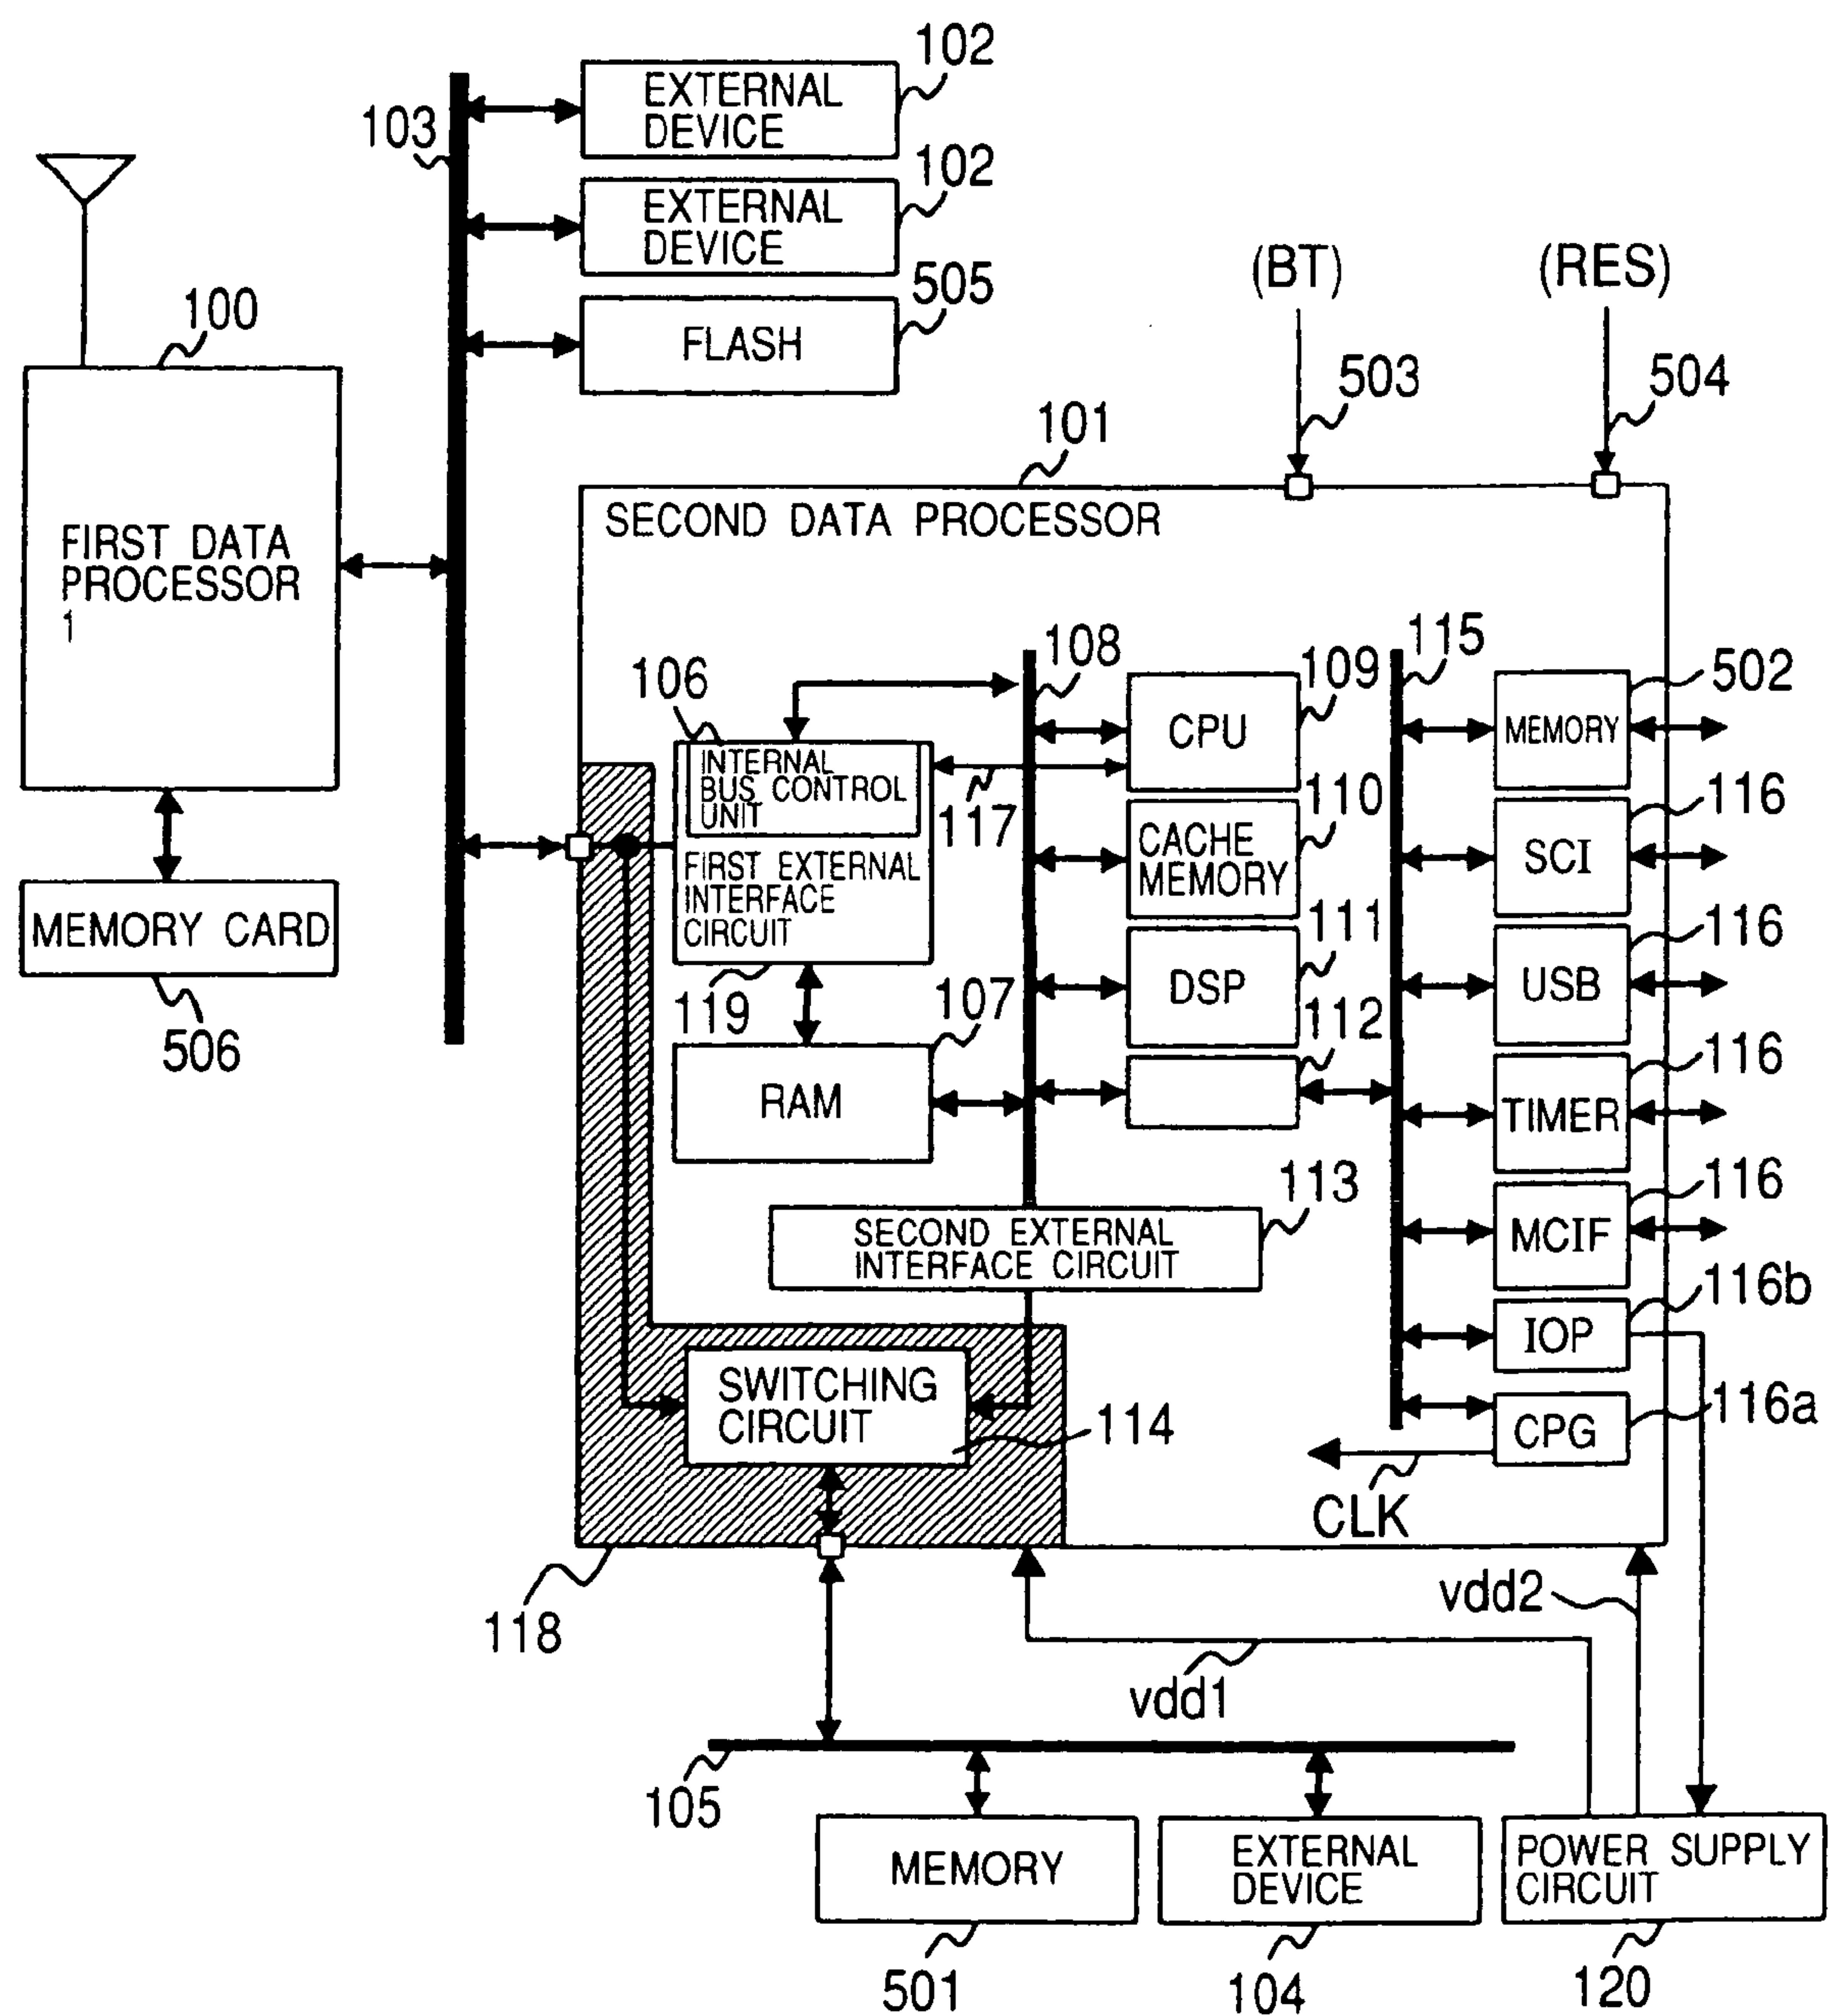 102
EXTERNAL
DEVICE
103
102
EXTERNAL
DEVICE
505
FLASH
(BT)
(RES)
100
503
504
101
FIRST DATA
PROCESSOR
1
SECOND DATA PROCESSOR
106
108
109
115
502
INTERNAL
BUS CONTROL
UNIT
CPU
MEMORY
117
110
116
FIRST EXTERNAL
INTERFACE
CIRCUIT
CACHE
MEMORY
SCI
MEMORY CARD
506
119
107
111
116
DSP
USB
112
116
RAM
TIMER
113
116
SECOND EXTERNAL
INTERFACE CIRCUIT
MCIF
116b
IOP
SWITCHING
CIRCUIT
114
116a
CPG
CLK
118
vdd2
vdd1
105
MEMORY
EXTERNAL
DEVICE
POWER SUPPLY
CIRCUIT
501
104
120